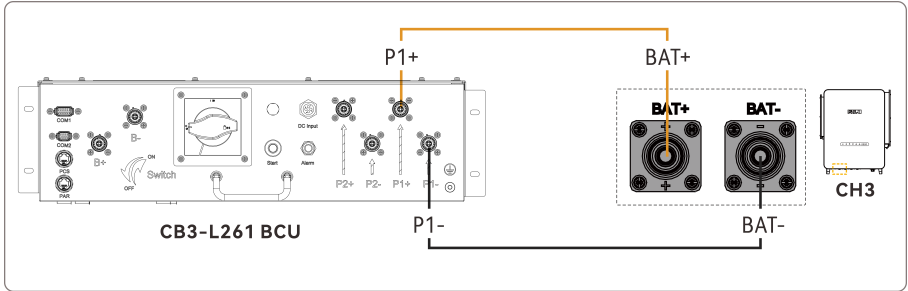 P1+
BAT+
COM1
COM2
PCS
PAR
B+
B-
ON
OFF
Switch
DC Input
Start
Alarm
P2+
P2-
P1+
P1-
BAT+
BAT-
CH3
P1-
BAT-
CB3-L261 BCU